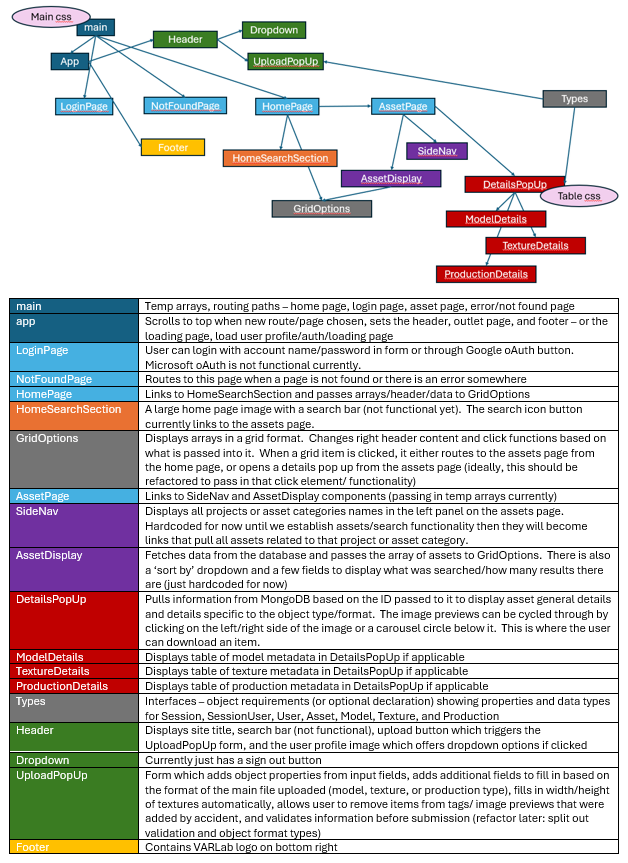 Main css
main
Header
Dropdown
App
UploadPopUp
LoginPage
NotFoundPage
HomePage
AssetPage
Types
Footer
HomeSearchSection
SideNav
AssetDisplay
DetailsPopUp
Table css
GridOptions
ModelDetails
TextureDetails
ProductionDetails
main
Temp arrays, routing paths – home page, login page, asset page, error/not found page
app
Scrolls to top when new route/page chosen, sets the header, outlet page, and footer – or the
loading page, load user profile/auth/loading page
LoginPage
User can login with account name/password in form or through Google oAuth button.
Microsoft oAuth is not functional currently.
NotFoundPage
Routes to this page when a page is not found or there is an error somewhere
HomePage
Links to HomeSearchSection and passes arrays/header/data to GridOptions
HomeSearchSection
A large home page image with a search bar (not functional yet). The search icon button
currently links to the assets page.
GridOptions
Displays arrays in a grid format. Changes right header content and click functions based on
what is passed into it. When a grid item is clicked, it either routes to the assets page from
the home page, or opens a details pop up from the assets page (ideally, this should be
refactored to pass in that click element/ functionality)
AssetPage
Links to SideNav and AssetDisplay components (passing in temp arrays currently)
SideNav
Displays all projects or asset categories names in the left panel on the assets page.
Hardcoded for now until we establish assets/search functionality then they will become
links that pull all assets related to that project or asset category.
AssetDisplay
Fetches data from the database and passes the array of assets to GridOptions. There is also
a ‘sort by’ dropdown and a few fields to display what was searched/how many results there
are (just hardcoded for now)
DetailsPopUp
Pulls information from MongoDB based on the ID passed to it to display asset general details
and details specific to the object type/format. The image previews can be cycled through by
clicking on the left/right side of the image or a carousel circle below it. This is where the user
can download an item.
ModelDetails
Displays table of model metadata in DetailsPopUp if applicable
TextureDetails
Displays table of texture metadata in DetailsPopUp if applicable
ProductionDetails
Displays table of production metadata in DetailsPopUp if applicable
Types
Interfaces – object requirements (or optional declaration) showing properties and data types
for Session, SessionUser, User, Asset, Model, Texture, and Production
Header
Displays site title, search bar (not functional), upload button which triggers the
UploadPopUp form, and the user profile image which offers dropdown options if clicked
Dropdown
Currently just has a sign out button
UploadPopUp
Form which adds object properties from input fields, adds additional fields to fill in based on
the format of the main file uploaded (model, texture, or production type), fills in width/height
of textures automatically, allows user to remove items from tags/ image previews that were
added by accident, and validates information before submission (refactor later: split out
validation and object format types)
Footer
Contains VARLab logo on bottom right